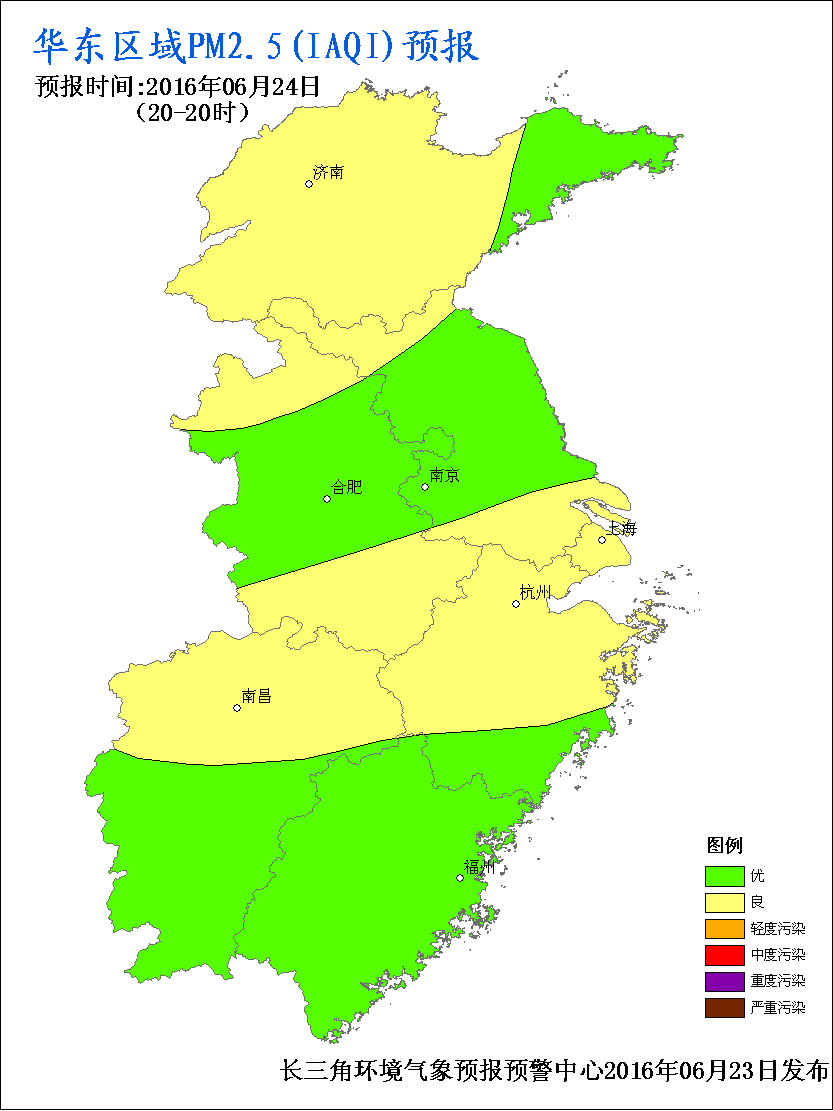 华东区域PM2.5(IAQI)预报
预报时间:2016年06月24日
（20-20时）
济南
南京
合肥
上海
杭州
南昌
福州
图例
优
良
轻度污染
中度污染
重度污染
严重污染
长三角环境气象预报预警中心2016年06月23日发布